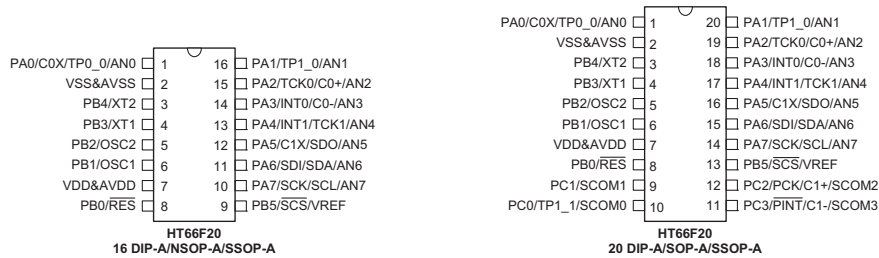 PA0/C0X/TP0_0/AN0 1 16 PA1/TP1_0/AN1
VSS&AVSS 2 15 PA2/TCK0/C0+/AN2
PB4/XT2 3 14 PA3/INT0/C0-/AN3
PB3/XT1 4 13 PA4/INT1/TCK1/AN4
PB2/OSC2 5 12 PA5/C1X/SDO/AN5
PB1/OSC1 6 11 PA6/SDI/SDA/AN6
VDD&AVDD 7 10 PA7/SCK/SCL/AN7
PB0/RES 8 9 PB5/SCS/VREF
HT66F20
16 DIP-A/NSOP-A/SSOP-A
PA0/C0X/TP0_0/AN0 1 20 PA1/TP1_0/AN1
VSS&AVSS 2 19 PA2/TCK0/C0+/AN2
PB4/XT2 3 18 PA3/INT0/C0-/AN3
PB3/XT1 4 17 PA4/INT1/TCK1/AN4
PB2/OSC2 5 16 PA5/C1X/SDO/AN5
PB1/OSC1 6 15 PA6/SDI/SDA/AN6
VDD&AVDD 7 14 PA7/SCK/SCL/AN7
PB0/RES 8 13 PB5/SCS/VREF
PC1/SCOM1 9 12 PC2/PCK/C1+/SCOM2
PC0/TP1_1/SCOM0 10 11 PC3/PINT/C1-/SCOM3
HT66F20
20 DIP-A/SOP-A/SSOP-A